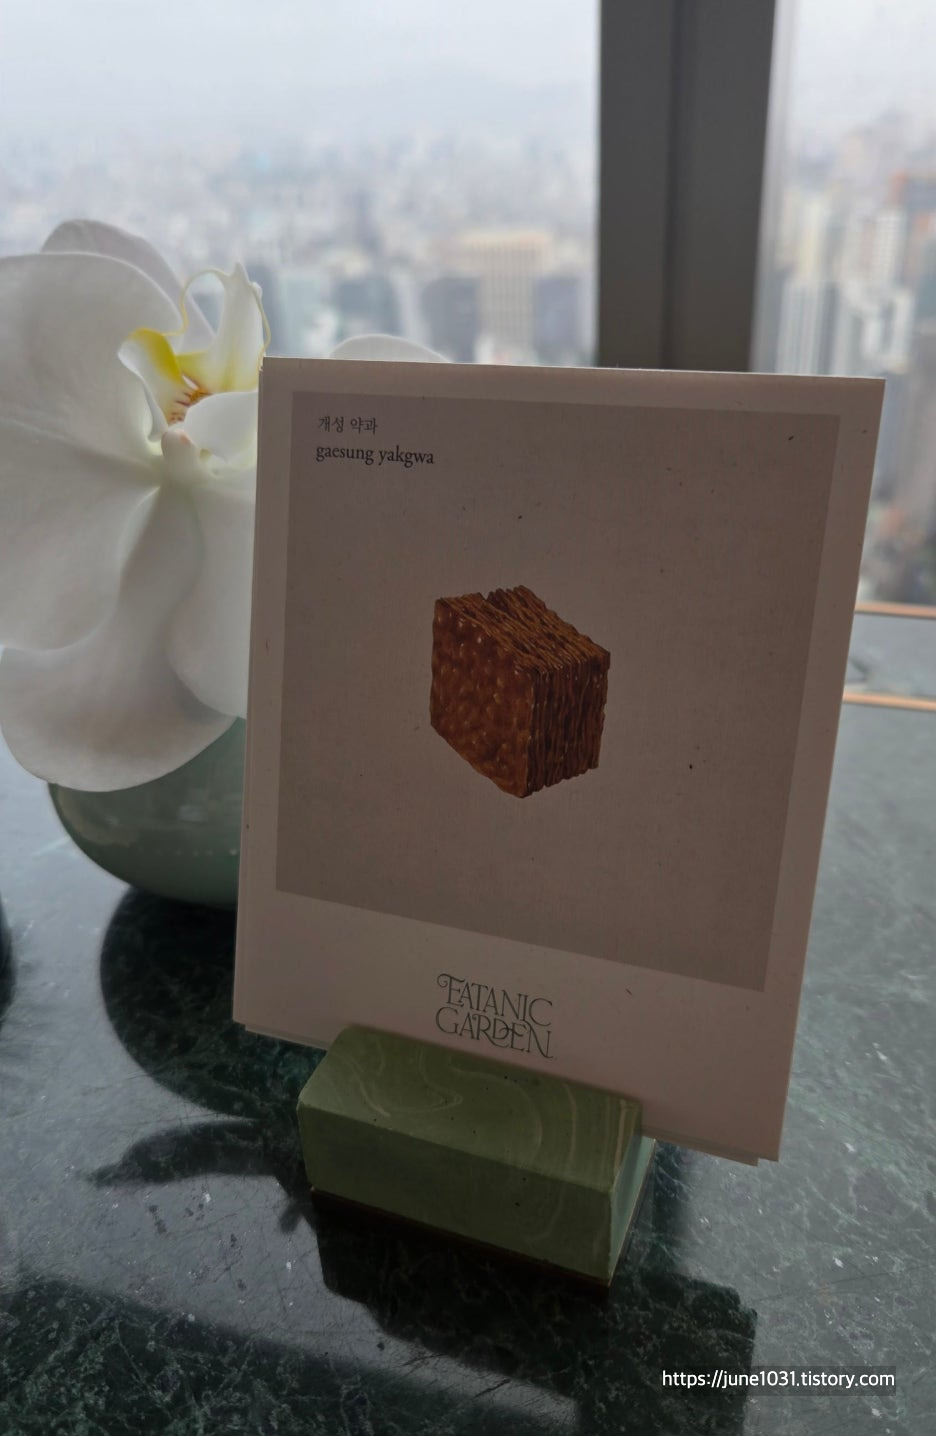 개성 약과
gaesung yakgwa
EATANIC
GARDEN
https://june1031.tistory.com